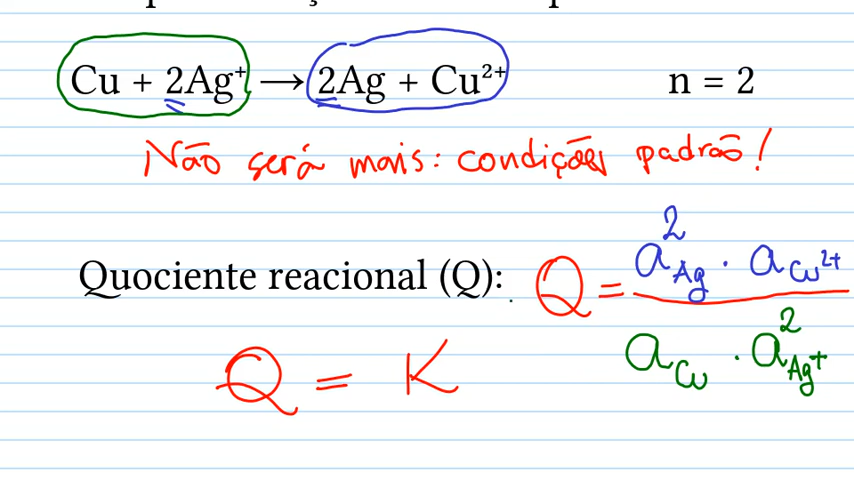 Cu + 2Ag⁺ → 2Ag + Cu²⁺ n = 2
Não será mais: condições padrão!
Quociente reacional (Q): Q = a²Ag · aCu²⁺ / aCu · a²Ag⁺
Q = K